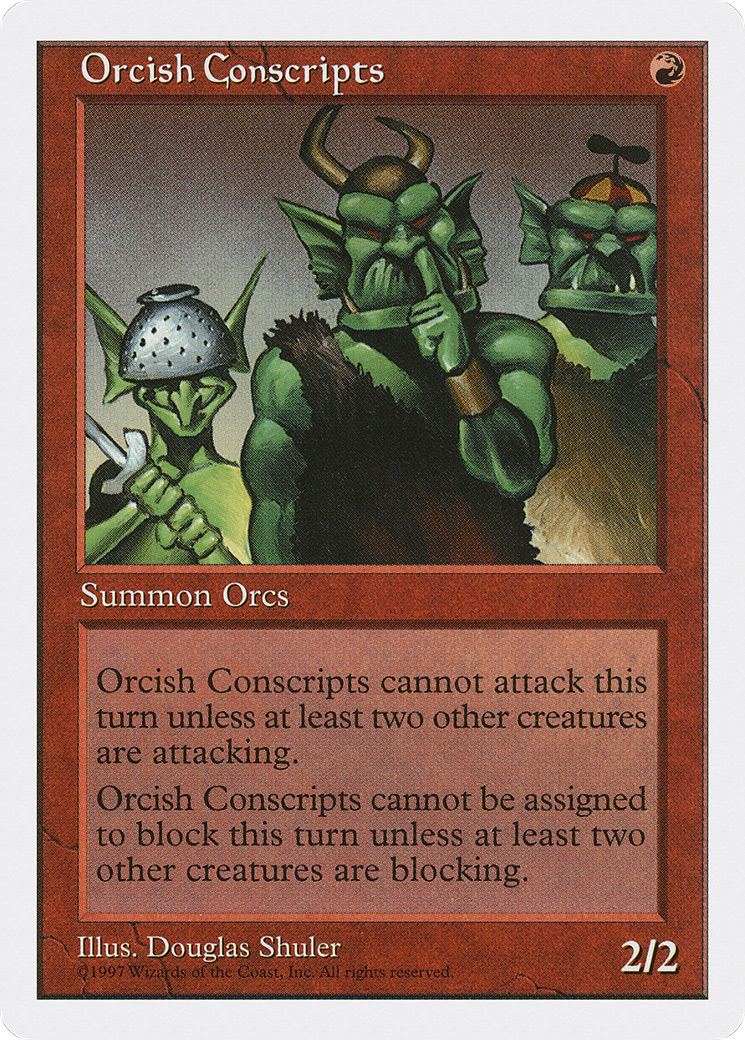 Orcish Conscripts
Summon Orcs
Orcish Conscripts cannot attack this
turn unless at least two other creatures
are attacking.
Orcish Conscripts cannot be assigned
to block this turn unless at least two
other creatures are blocking.
Illus. Douglas Shuler
©1997 Wizards of the Coast, Inc. All rights reserved.
2/2